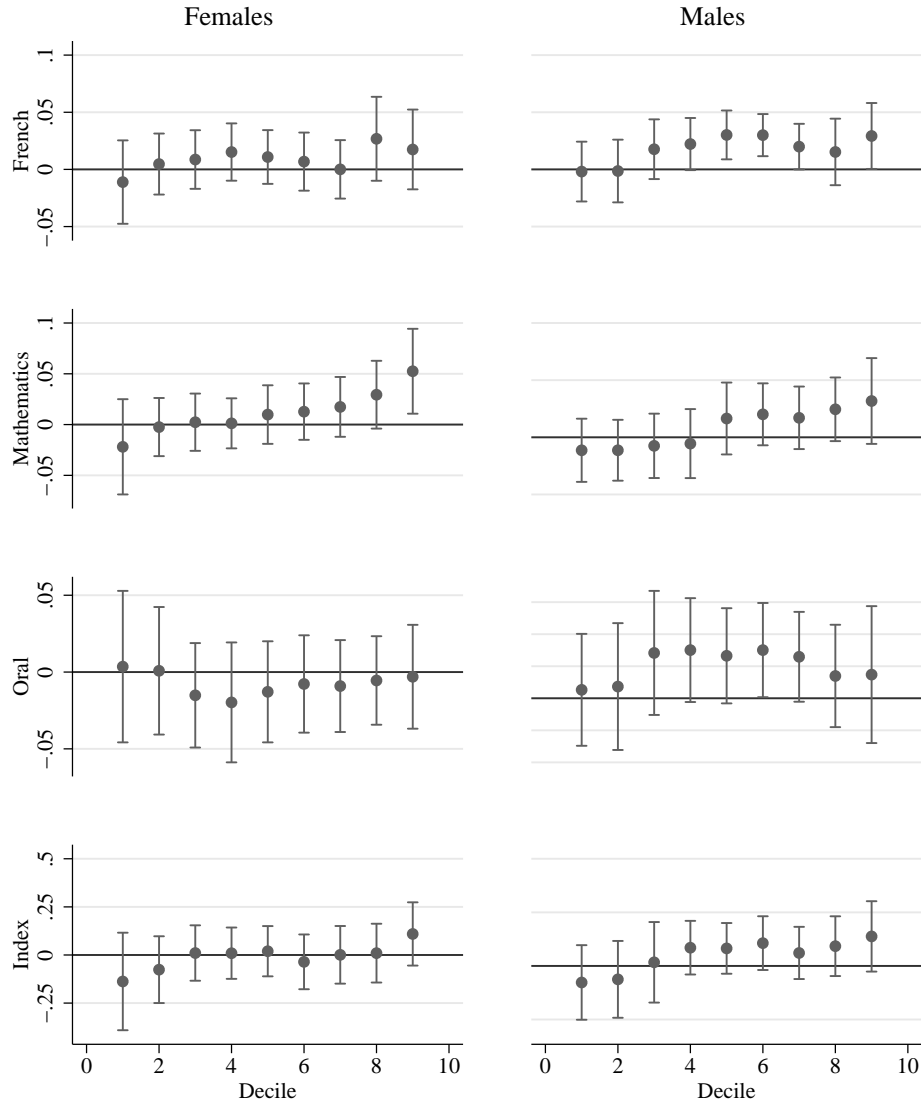 Females Males
French
.1
.05
0
−.05
Mathematics
.1
.05
0
−.05
Oral
.05
0
−.05
Index
.5
.25
0
−.25
0 2 4 6 8 10
Decile
0 2 4 6 8 10
Decile